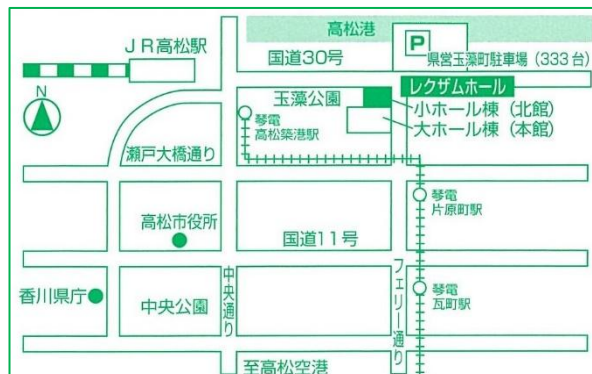 高松港
JR高松駅
国道30号
P
県営玉藻町駐車場（333台）
レクザムホール
玉藻公園
小ホール棟（北館）
大ホール棟（本館）
N
琴電
高松築港駅
瀬戸大橋通り
琴電
片原町駅
高松市役所
国道11号
香川県庁
中央公園
中央通り
フェリー通り
琴電
瓦町駅
至高松空港